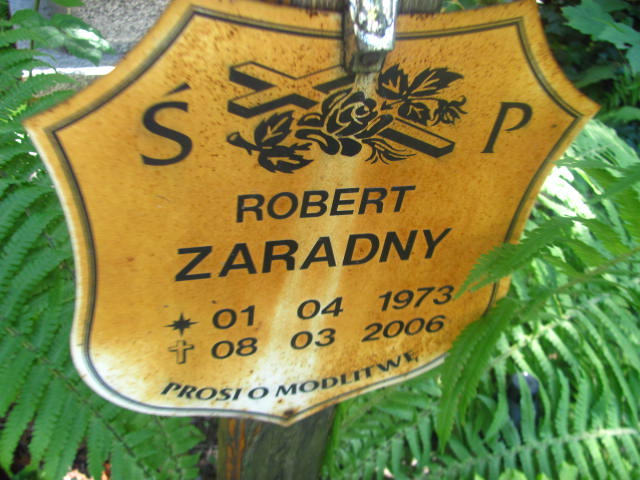 Ś P
ROBERT
ZARADNY
01 04 1973
08 03 2006
PROSI O MODLITWĘ